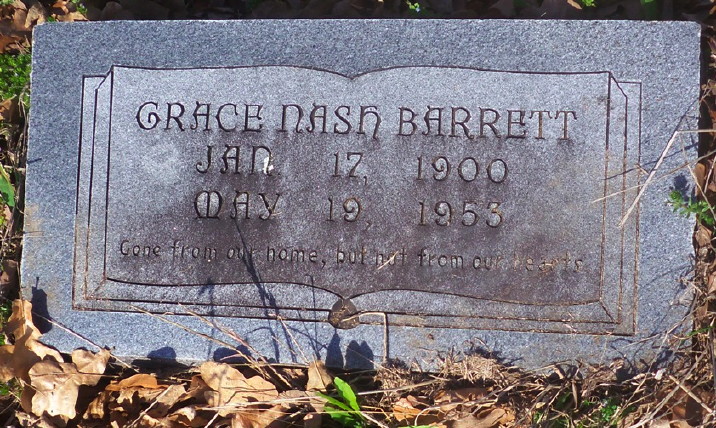 GRACE NASH BARRETT
JAN. 17, 1900
MAY 19, 1953
Gone from our home, but not from our hearts